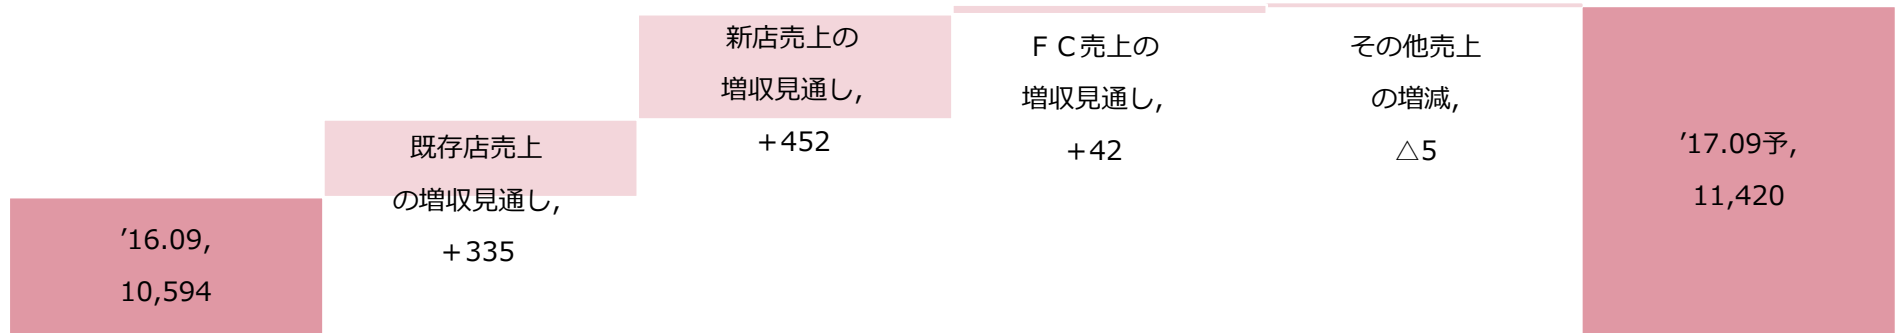 ’16.09,
10,594
既存店売上
の増収見通し,
＋335
新店売上の
増収見通し,
＋452
ＦＣ売上の
増収見通し,
＋42
その他売上
の増減,
△5
’17.09予,
11,420